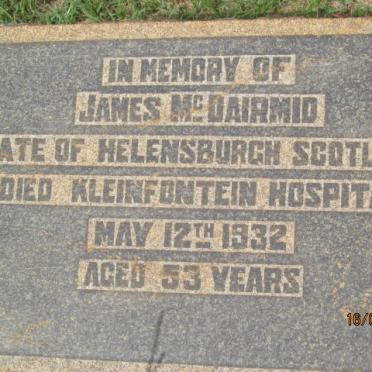 IN MEMORY OF
JAMES MCDAIRMID
ATE OF HELENSBURGH SCOTL
DIED KLEINFONTEIN HOSPIT
MAY 12TH 1932
AGED 53 YEARS
16/0